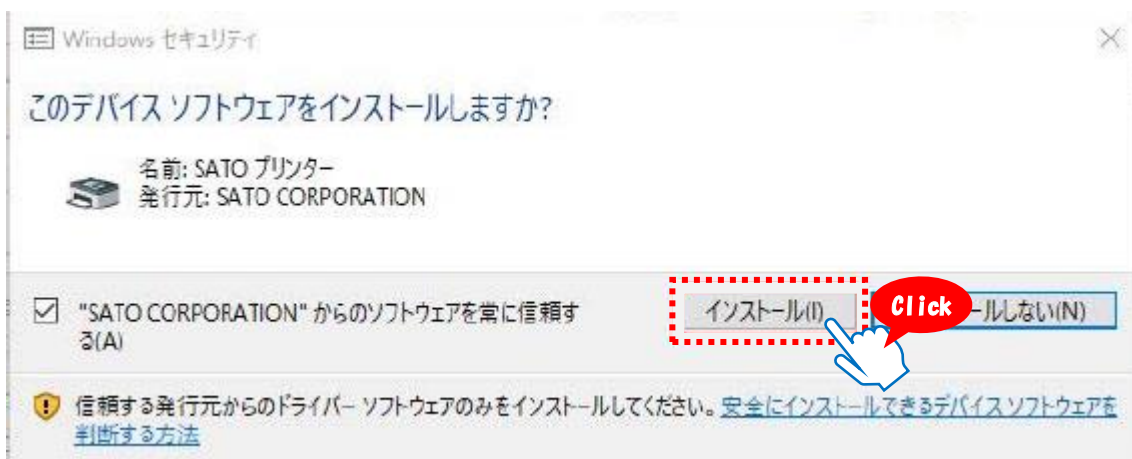 Windows セキュリティ
このデバイス ソフトウェアをインストールしますか?
名前: SATO プリンター
発行元: SATO CORPORATION
"SATO CORPORATION" からのソフトウェアを常に信頼す
る(A)
インストール(I)
Click
ールしない(N)
信頼する発行元からのドライバー ソフトウェアのみをインストールしてください。安全にインストールできるデバイス ソフトウェアを
判断する方法